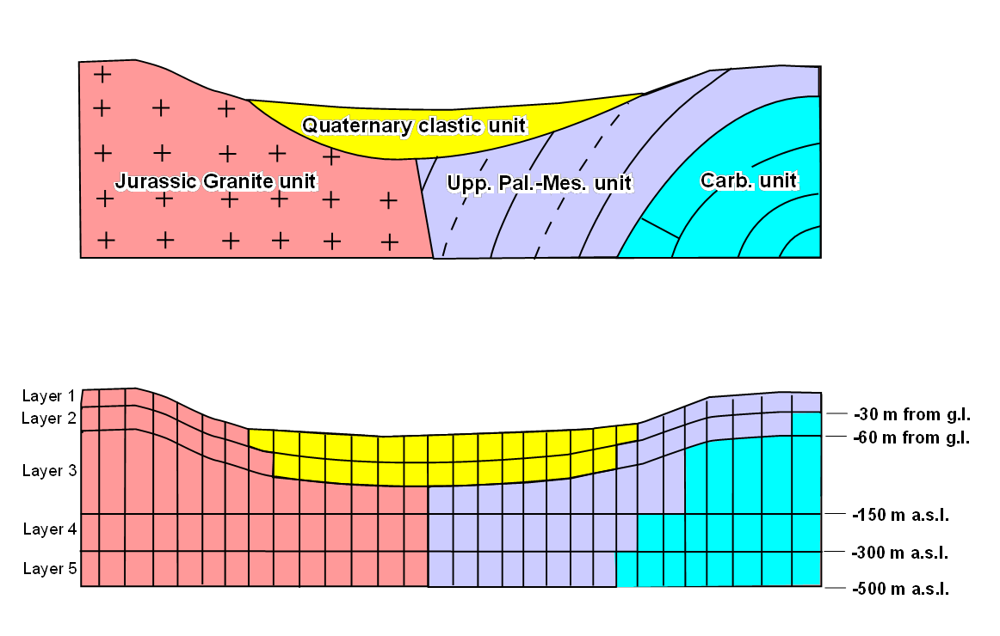 Quaternary clastic unit
Jurassic Granite unit
Upp. Pal.-Mes. unit
Carb. unit
Layer 1
Layer 2
Layer 3
Layer 4
Layer 5
-30 m from g.l.
-60 m from g.l.
-150 m a.s.l.
-300 m a.s.l.
-500 m a.s.l.